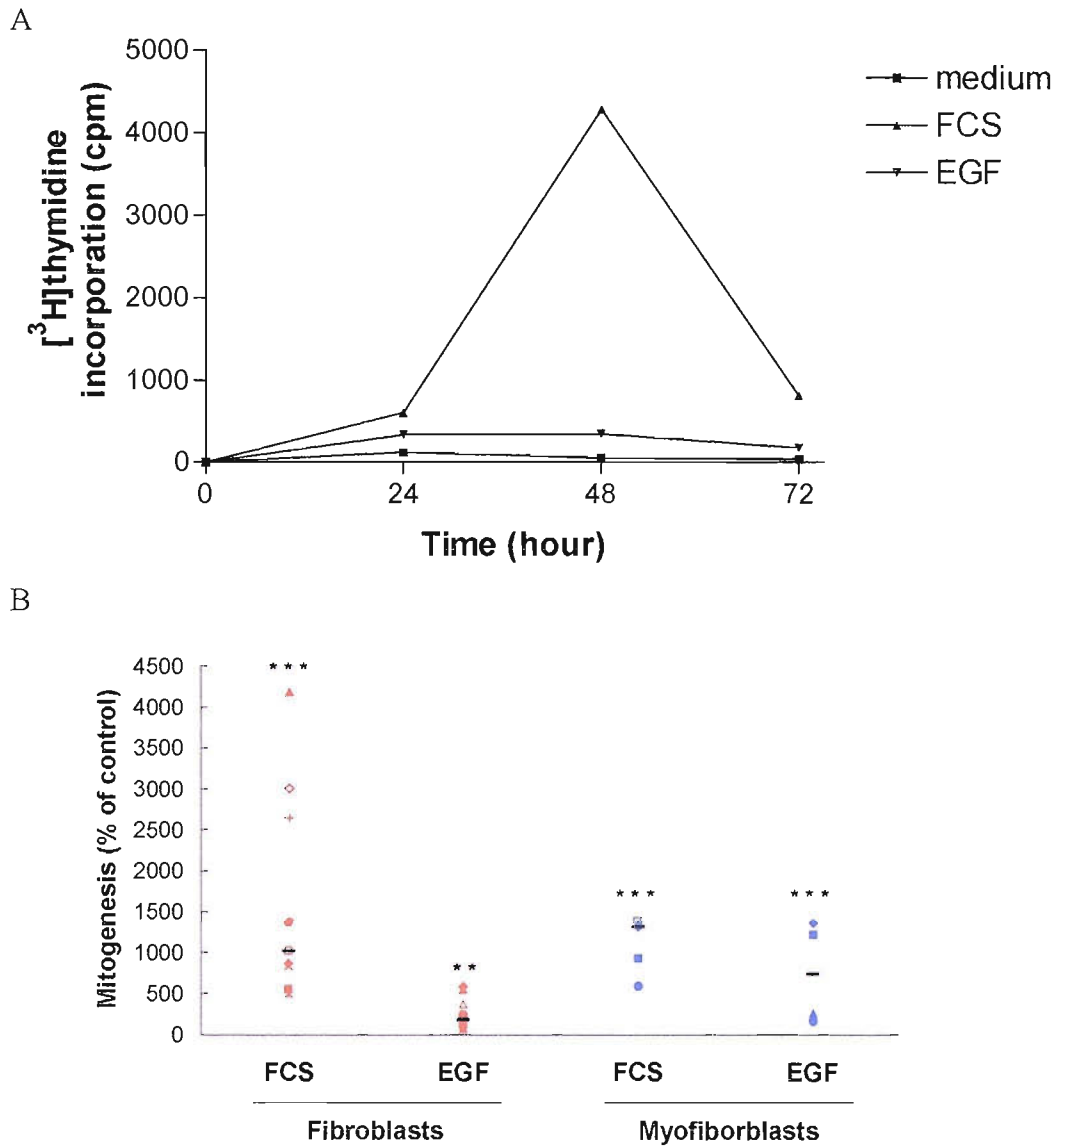 A
5000
4000
3000
2000
1000
0
[³H]thymidine
incorporation (cpm)
0 24 48 72
Time (hour)
medium
FCS
EGF
B
4500
4000
3500
3000
2500
2000
1500
1000
500
0
Mitogenesis (% of control)
* * *
* *
* * *
* * *
FCS EGF FCS EGF
Fibroblasts Myofiborblasts